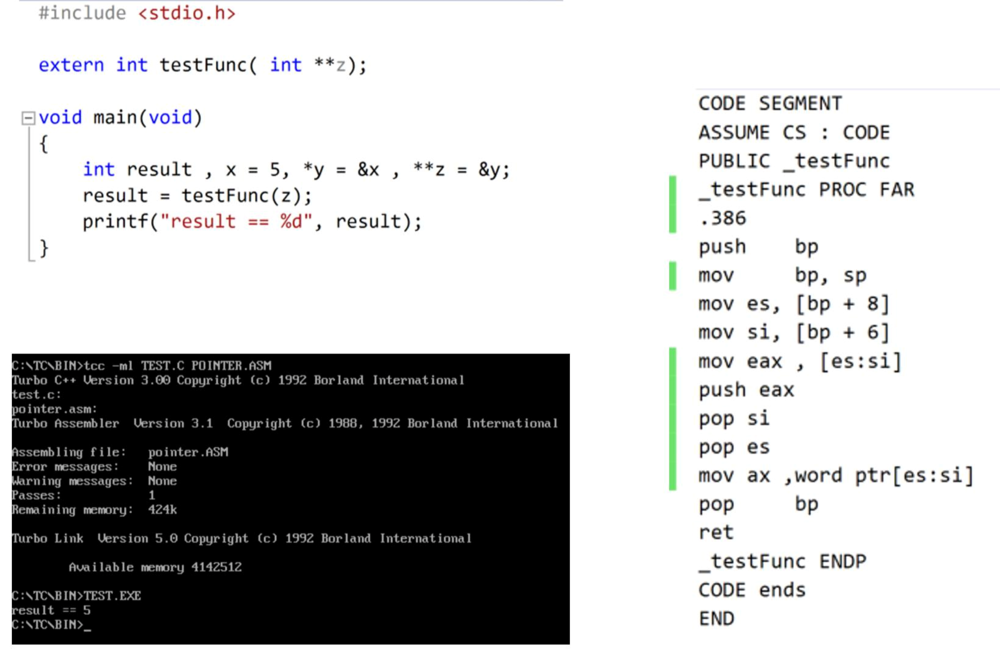 #include <stdio.h>
extern int testFunc( int **z);
void main(void)
{
int result , x = 5, *y = &x , **z = &y;
result = testFunc(z);
printf("result == %d", result);
}
C:\TC\BIN>tcc -ml TEST.C POINTER.ASM
Turbo C++ Version 3.00 Copyright (c) 1992 Borland International
test.c:
pointer.asm:
Turbo Assembler  Version 3.1  Copyright (c) 1988, 1992 Borland International
Assembling file:   pointer.ASM
Error messages:    None
Warning messages:  None
Passes:            1
Remaining memory:  424k
Turbo Link  Version 5.0 Copyright (c) 1992 Borland International
Available memory 4142512
C:\TC\BIN>TEST.EXE
result == 5
C:\TC\BIN>_
CODE SEGMENT
ASSUME CS : CODE
PUBLIC _testFunc
_testFunc PROC FAR
.386
push    bp
mov     bp, sp
mov es, [bp + 8]
mov si, [bp + 6]
mov eax , [es:si]
push eax
pop si
pop es
mov ax ,word ptr[es:si]
pop     bp
ret
_testFunc ENDP
CODE ends
END